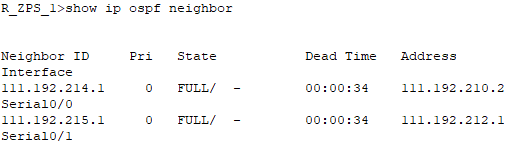 R_ZPS_1>show ip ospf neighbor
Neighbor ID Pri State Dead Time Address
Interface
111.192.214.1 0 FULL/ - 00:00:34 111.192.210.2
Serial0/0
111.192.215.1 0 FULL/ - 00:00:34 111.192.212.1
Serial0/1